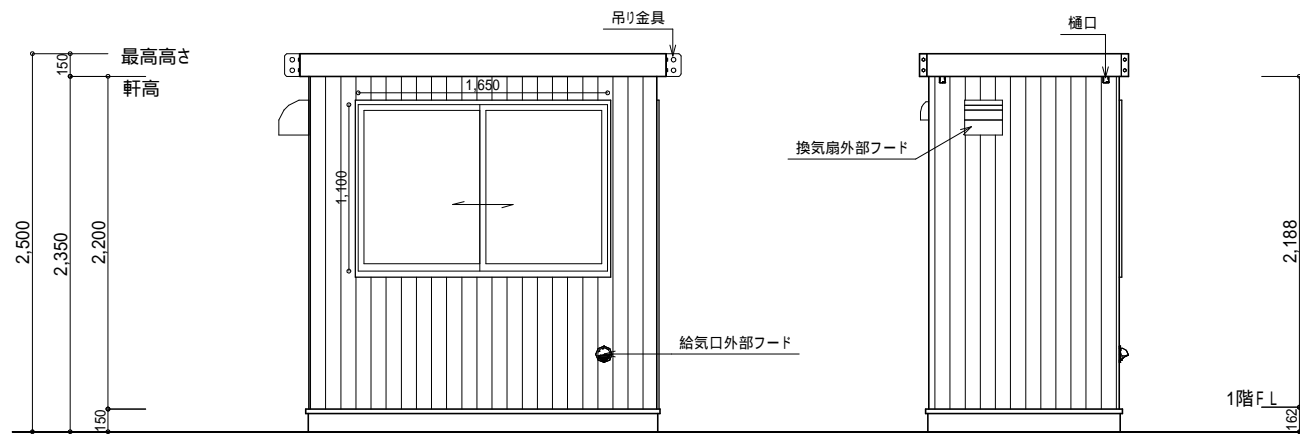 吊り金具
樋口
最高高さ
150
軒高
1,650
換気扇外部フード
1,100
2,500
2,350
2,200
2,188
給気口外部フード
1階ＦＬ
150
162